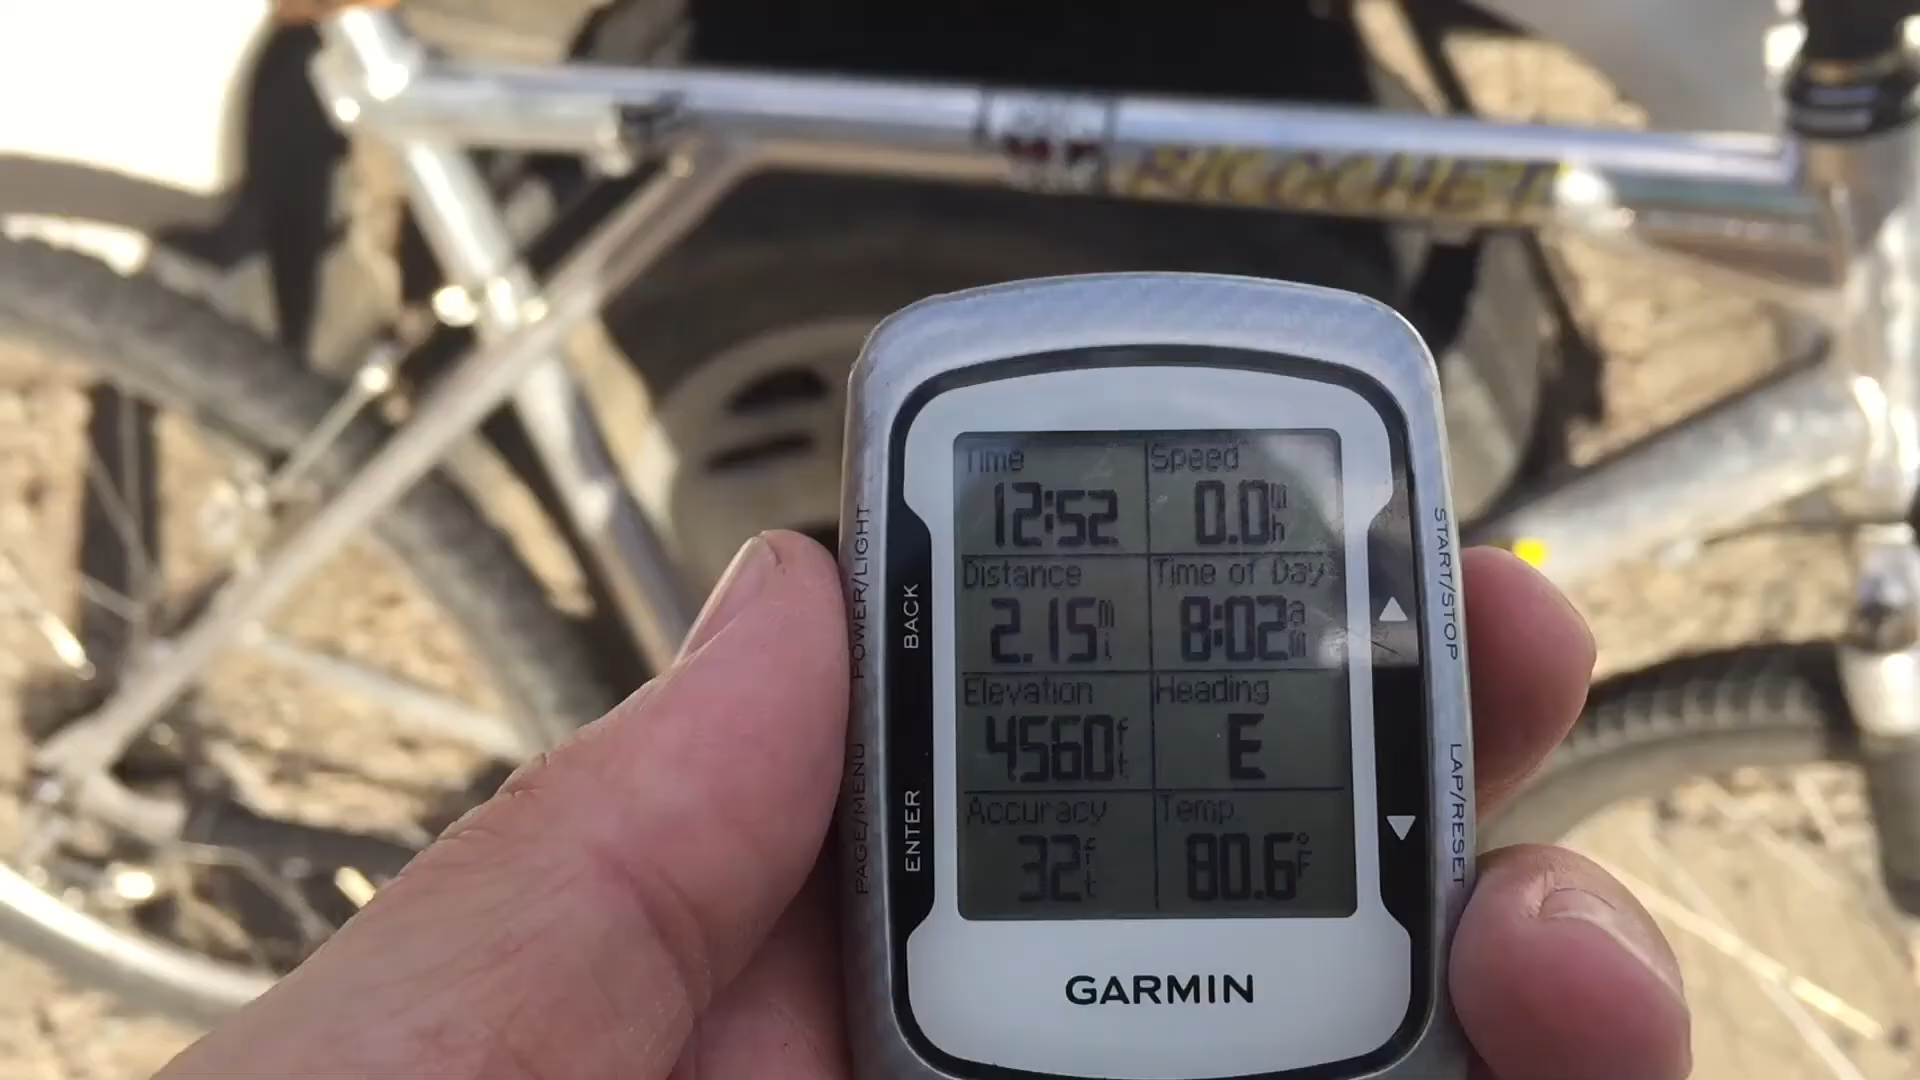 RICOCHET
Time
12:52
Speed
0.0 mh
Distance
2.15 mi
Time of Day
8:02 am
Elevation
4560 ft
Heading
E
Accuracy
32 ft
Temp.
80.6 °F
POWER/LIGHT
BACK
PAGE/MENU
ENTER
START/STOP
LAP/RESET
GARMIN